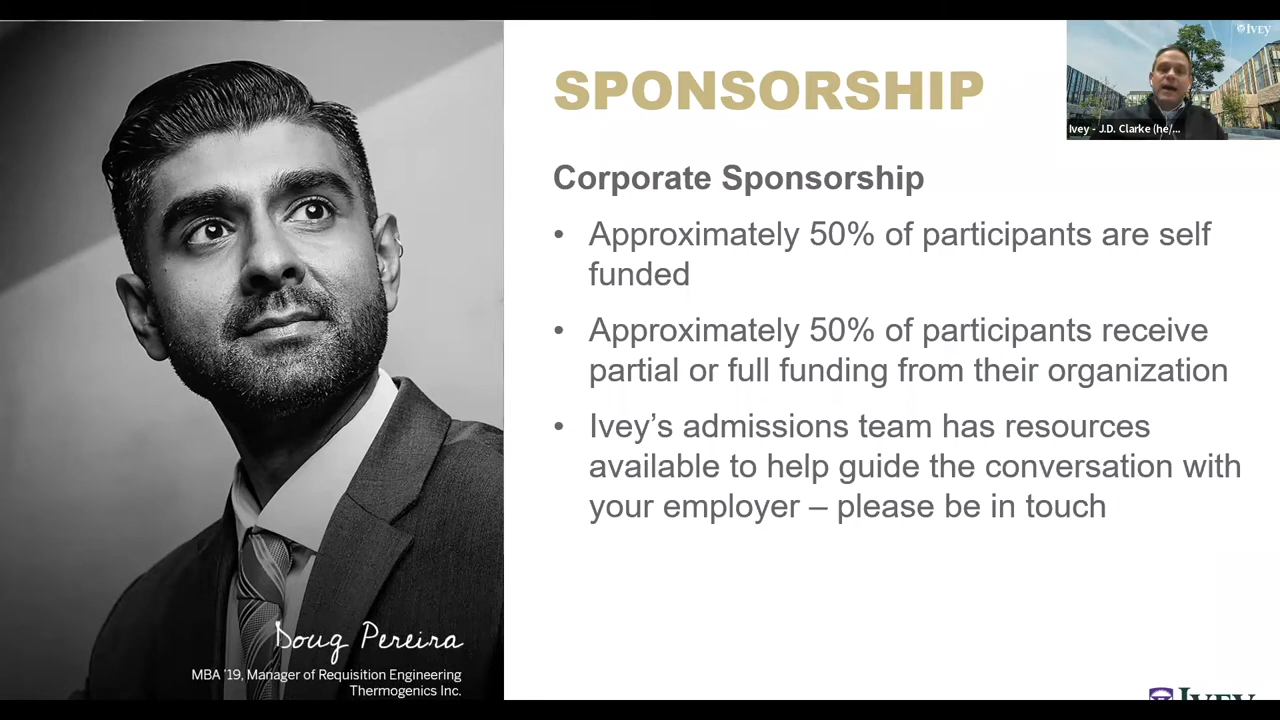 SPONSORSHIP
IVEY
Ivey - J.D. Clarke (he/...
Corporate Sponsorship
• Approximately 50% of participants are self
funded
• Approximately 50% of participants receive
partial or full funding from their organization
• Ivey’s admissions team has resources
available to help guide the conversation with
your employer – please be in touch
Doug Pereira
MBA '19, Manager of Requisition Engineering
Thermogenics Inc.
IVEY